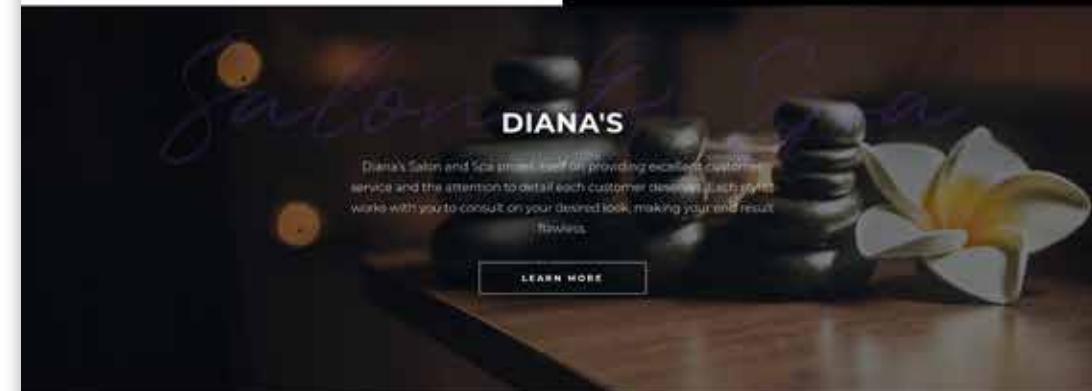 Salon & Spa
DIANA'S
Diana's Salon and Spa prides itself on providing excellent customer
service and the attention to detail each customer deserves. Each stylist
works with you to consult on your desired look, making your end result
flawless.
LEARN MORE